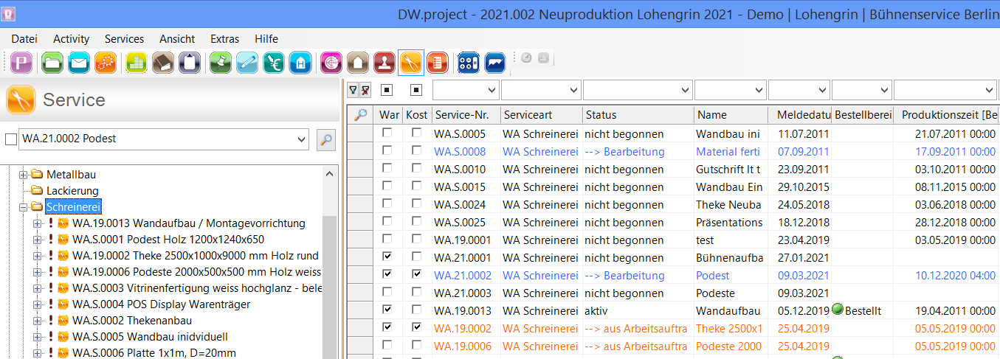 DW.project - 2021.002 Neuproduktion Lohengrin 2021 - Demo | Lohengrin | Bühnenservice Berlin
Datei Activity Services Ansicht Extras Hilfe
Service
WA.21.0002 Podest
Metallbau
Lackierung
Schreinerei
WA.19.0013 Wandaufbau / Montagevorrichtung
WA.S.0001 Podest Holz 1200x1240x650
WA.19.0002 Theke 2500x1000x9000 mm Holz rund
WA.19.0006 Podeste 2000x500x500 mm Holz weiss
WA.S.0003 Vitrinenfertigung weiss hochglanz - bele
WA.S.0004 POS Display Warenträger
WA.S.0002 Thekenanbau
WA.S.0005 Wandbau inidviduell
WA.S.0006 Platte 1x1m, D=20mm
War Kost Service-Nr. Serviceart Status Name Meldedatu Bestellberei Produktionszeit [Be
WA.S.0005 WA Schreinerei nicht begonnen Wandbau ini 11.07.2011 21.07.2011 00:00
WA.S.0008 WA Schreinerei --> Bearbeitung Material ferti 07.09.2011 17.09.2011 00:00
WA.S.0010 WA Schreinerei nicht begonnen Gutschrift lt t 23.09.2011 03.10.2011 00:00
WA.S.0015 WA Schreinerei nicht begonnen Wandbau Ein 29.10.2015 08.11.2015 00:00
WA.S.0024 WA Schreinerei nicht begonnen Theke Neuba 24.05.2018 03.06.2018 00:00
WA.S.0025 WA Schreinerei nicht begonnen Präsentations 18.12.2018 28.12.2018 00:00
WA.19.0001 WA Schreinerei nicht begonnen test 23.04.2019 03.05.2019 00:00
WA.21.0001 WA Schreinerei nicht begonnen Bühnenaufba 27.01.2021
WA.21.0002 WA Schreinerei --> Bearbeitung Podest 09.03.2021 10.12.2020 04:00
WA.21.0003 WA Schreinerei nicht begonnen Podeste 09.03.2021
WA.19.0013 WA Schreinerei aktiv Wandaufbau 05.12.2019 Bestellt 19.04.2011 00:00
WA.19.0002 WA Schreinerei --> aus Arbeitsauftra Theke 2500x1 25.04.2019 05.05.2019 00:00
WA.19.0006 WA Schreinerei --> aus Arbeitsauftra Podeste 2000 25.04.2019 05.05.2019 00:00